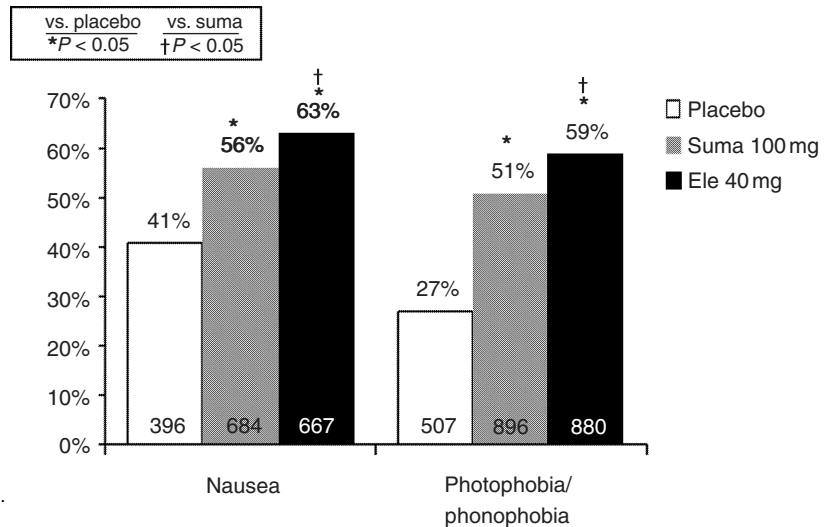 vs. placebo vs. suma
*P < 0.05 †P < 0.05
†
*
63%
*
56%
41%
†
*
59%
*
51%
27%
70%
60%
50%
40%
30%
20%
10%
0%
396 684 667 507 896 880
Nausea Photophobia/
phonophobia
Placebo
Suma 100 mg
Ele 40 mg
.